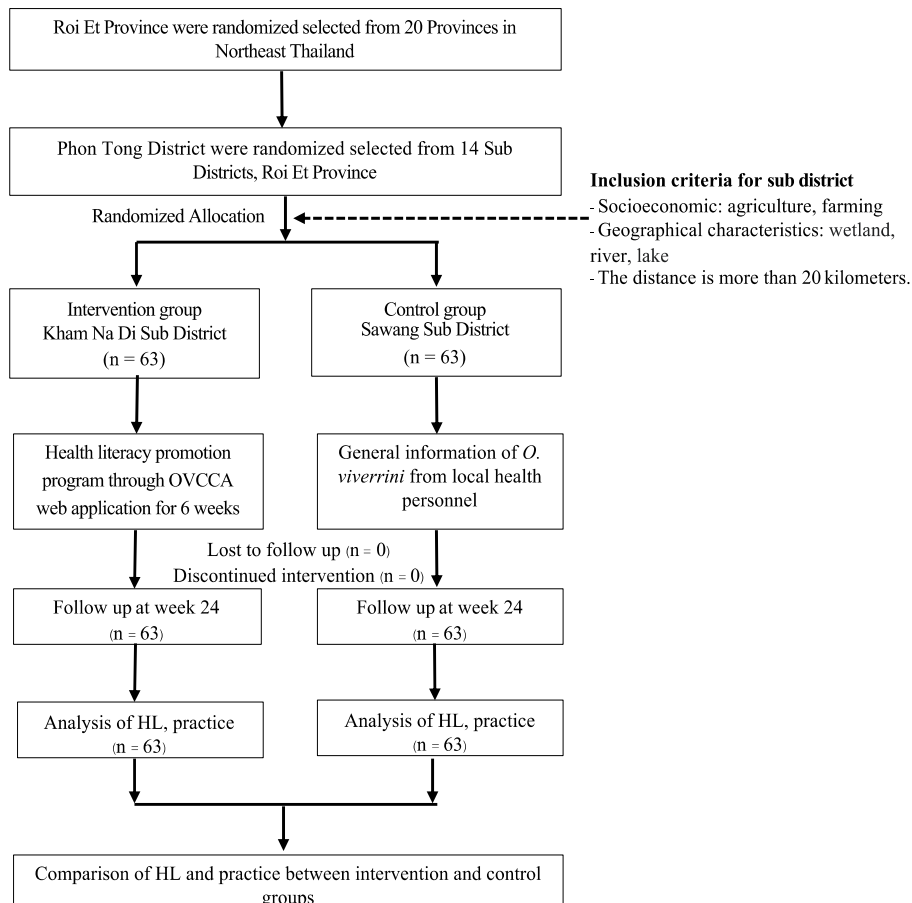 Roi Et Province were randomized selected from 20 Provinces in
Northeast Thailand
Phon Tong District were randomized selected from 14 Sub
Districts, Roi Et Province
Randomized Allocation
Inclusion criteria for sub district
- Socioeconomic: agriculture, farming
- Geographical characteristics: wetland,
river, lake
- The distance is more than 20 kilometers.
Intervention group
Kham Na Di Sub District
(n = 63)
Control group
Sawang Sub District
(n = 63)
Health literacy promotion
program through OVCCA
web application for 6 weeks
General information of O.
viverrini from local health
personnel
Lost to follow up (n = 0)
Discontinued intervention (n = 0)
Follow up at week 24
(n = 63)
Follow up at week 24
(n = 63)
Analysis of HL, practice
(n = 63)
Analysis of HL, practice
(n = 63)
Comparison of HL and practice between intervention and control
groups